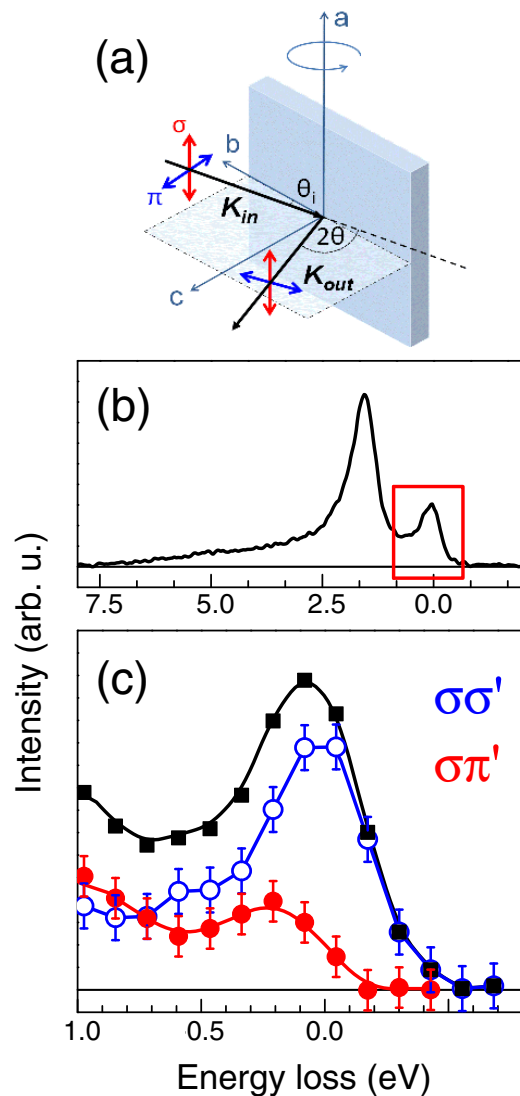 (a)
a
σ
b
π
θi
Kin
2θ
Kout
c
(b)
7.5 5.0 2.5 0.0
(c)
σσ'
σπ'
Intensity (arb. u.)
1.0 0.5 0.0
Energy loss (eV)